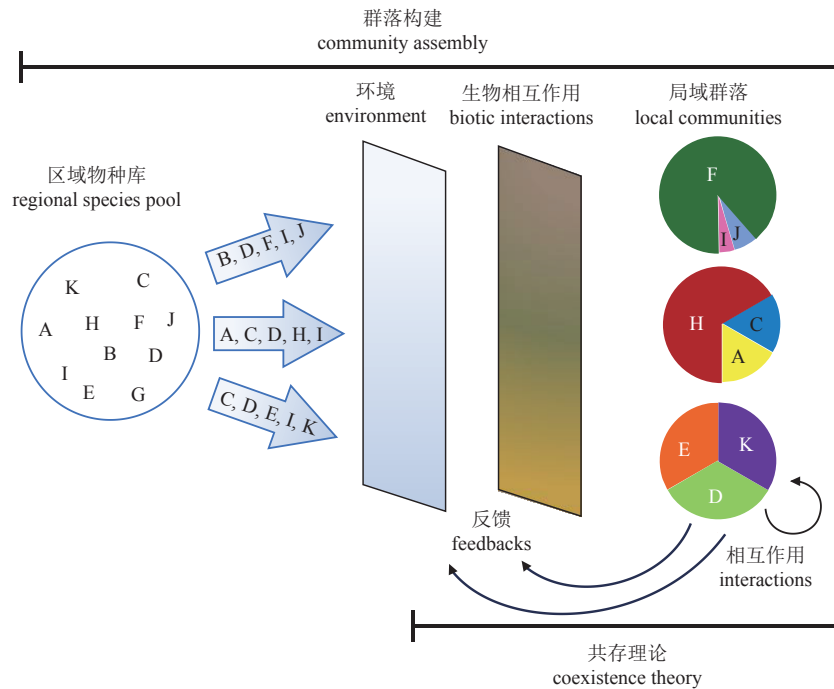 群落构建
community assembly
环境
environment
生物相互作用
biotic interactions
局域群落
local communities
区域物种库
regional species pool
K
C
A
H
F
J
B
D
I
E
G
B, D, F, I, J
A, C, D, H, I
C, D, E, I, K
F
I
J
H
C
A
E
K
D
反馈
feedbacks
相互作用
interactions
共存理论
coexistence theory